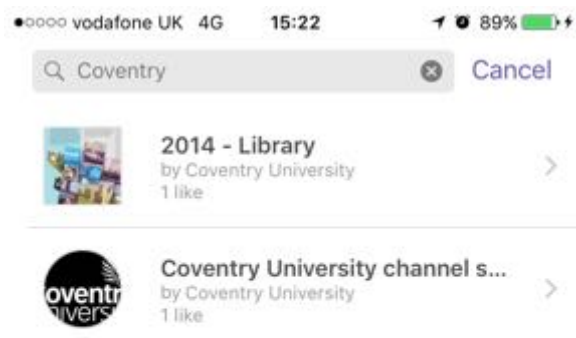 vodafone UK 4G 15:22 89%
Coventry Cancel
2014 - Library
by Coventry University
1 like
Coventry University channel s...
by Coventry University
1 like
oventr
niversi